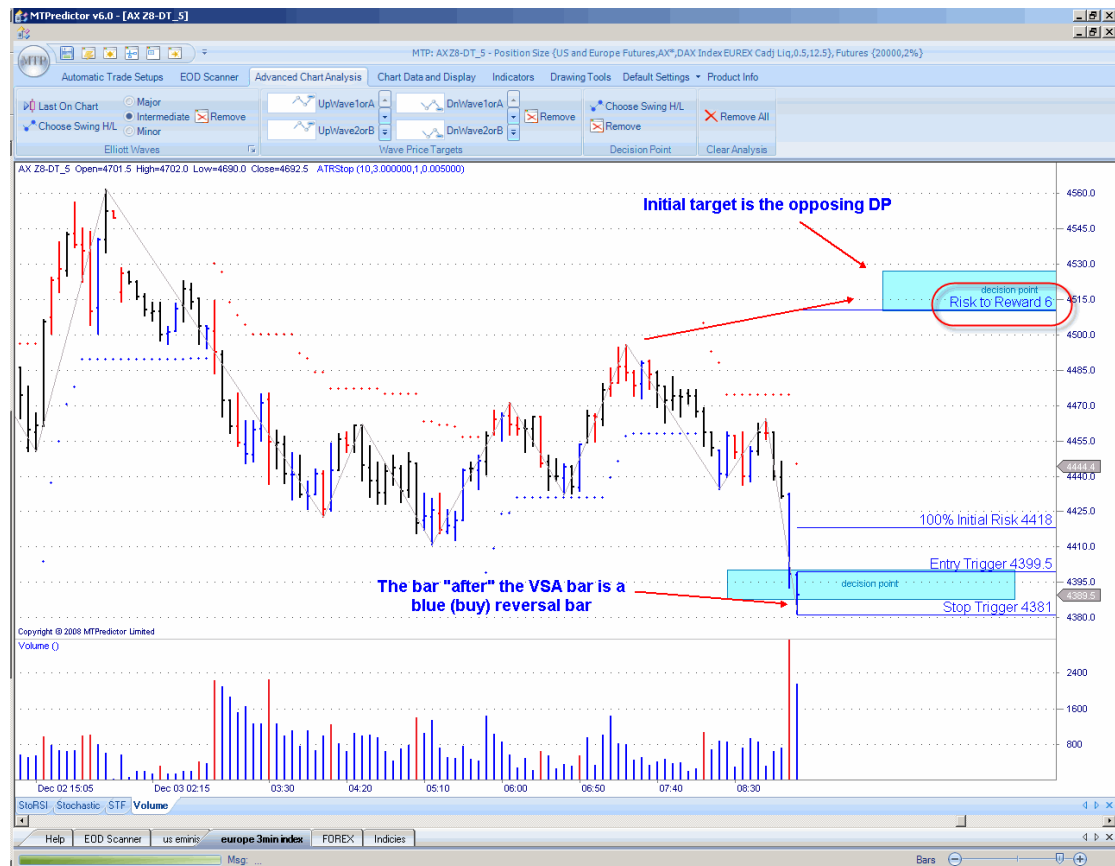 MTPredictor v6.0 - [AX Z8-DT_5]
MTP
MTP: AXZ8-DT_5 - Position Size {US and Europe Futures,AX*,DAX Index EUREX Cadj Liq,0.5,12.5}, Futures {20000,2%}
Automatic Trade Setups EOD Scanner Advanced Chart Analysis Chart Data and Display Indicators Drawing Tools Default Settings Product Info
Last On Chart
Choose Swing H/L
Major
Intermediate
Minor
Remove
Elliott Waves
UpWave1orA
UpWave2orB
DnWave1orA
DnWave2orB
Remove
Wave Price Targets
Choose Swing H/L
Remove
Decision Point
Remove All
Clear Analysis
AX Z8-DT_5 Open=4701.5 High=4702.0 Low=4690.0 Close=4692.5 ATRStop (10,3.000000,1,0.005000)
4560.0
Initial target is the opposing DP
4545.0
4530.0
decision point
4515.0
Risk to Reward 6
4500.0
4485.0
4470.0
4455.0
4444.4
4440.0
4425.0
100% Initial Risk 4418
4410.0
Entry Trigger 4399.5
4395.0
decision point
The bar "after" the VSA bar is a
blue (buy) reversal bar
4389.5
Stop Trigger 4381
4380.0
Copyright © 2008 MTPredictor Limited
Volume ()
2400
1600
800
Dec 02 15:05 Dec 03 02:15 03:30 04:20 05:10 06:00 06:50 07:40 08:30
StoRSI Stochastic STF Volume
Help EOD Scanner us eminis europe 3min index FOREX Indicies
Msg: ...
Bars